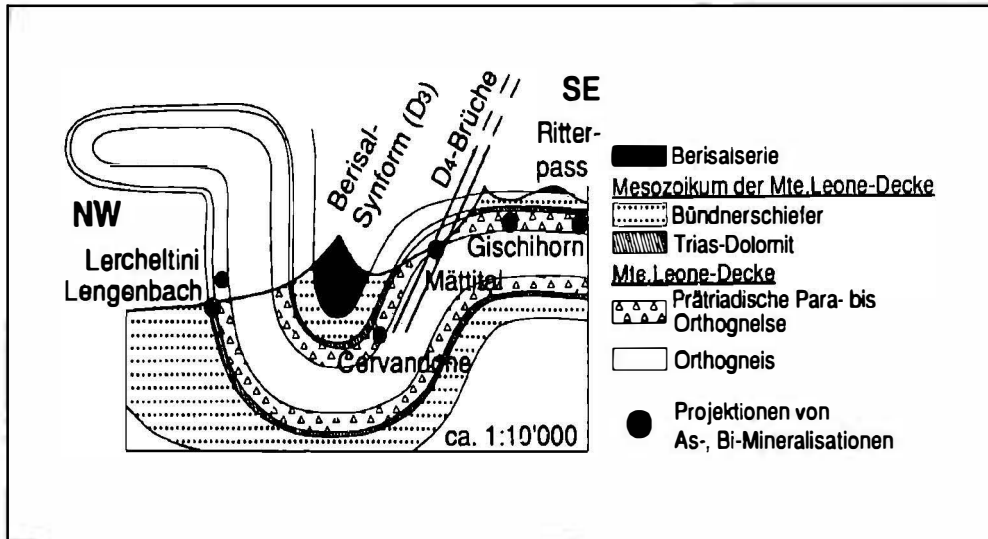 NW
Lercheltini
Lengenbach
Berisal-
Synform (D3)
D4-Brüche
SE
Ritter-
pass
Gischihorn
Mättital
Cervandone
ca. 1:10'000
Berisalserie
Mesozoikum der Mte.Leone-Decke
Bündnerschiefer
Trias-Dolomit
Mte.Leone-Decke
Prätriadische Para- bis
Orthogneise
Orthogneis
Projektionen von
As-, Bi-Mineralisationen